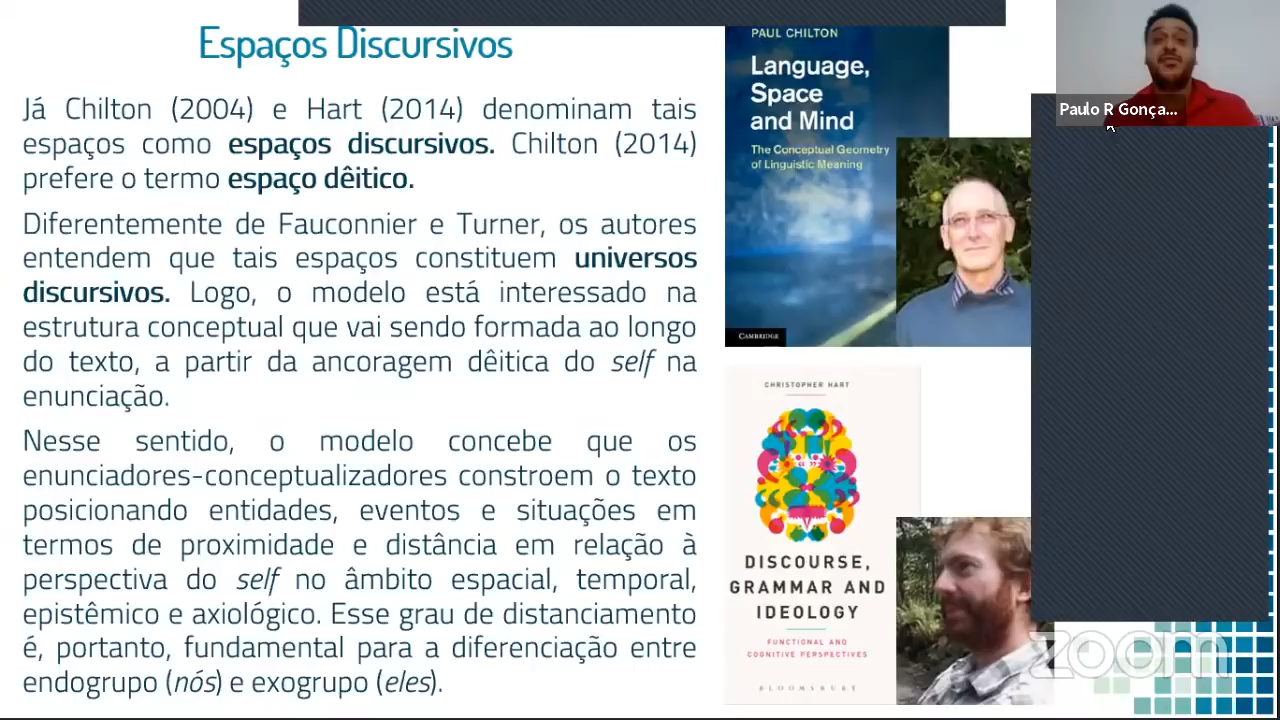 Espaços Discursivos
Já Chilton (2004) e Hart (2014) denominam tais
espaços como espaços discursivos. Chilton (2014)
prefere o termo espaço dêitico.
Diferentemente de Fauconnier e Turner, os autores
entendem que tais espaços constituem universos
discursivos. Logo, o modelo está interessado na
estrutura conceptual que vai sendo formada ao longo
do texto, a partir da ancoragem dêitica do self na
enunciação.
Nesse sentido, o modelo concebe que os
enunciadores-conceptualizadores constroem o texto
posicionando entidades, eventos e situações em
termos de proximidade e distância em relação à
perspectiva do self no âmbito espacial, temporal,
epistêmico e axiológico. Esse grau de distanciamento
é, portanto, fundamental para a diferenciação entre
endogrupo (nós) e exogrupo (eles).
PAUL CHILTON
Language,
Space
and Mind
The Conceptual Geometry
of Linguistic Meaning
CAMBRIDGE
CHRISTOPHER HART
DISCOURSE,
GRAMMAR AND
IDEOLOGY
FUNCTIONAL AND
COGNITIVE PERSPECTIVES
BLOOMSBURY
Paulo R Gonça...
zoom